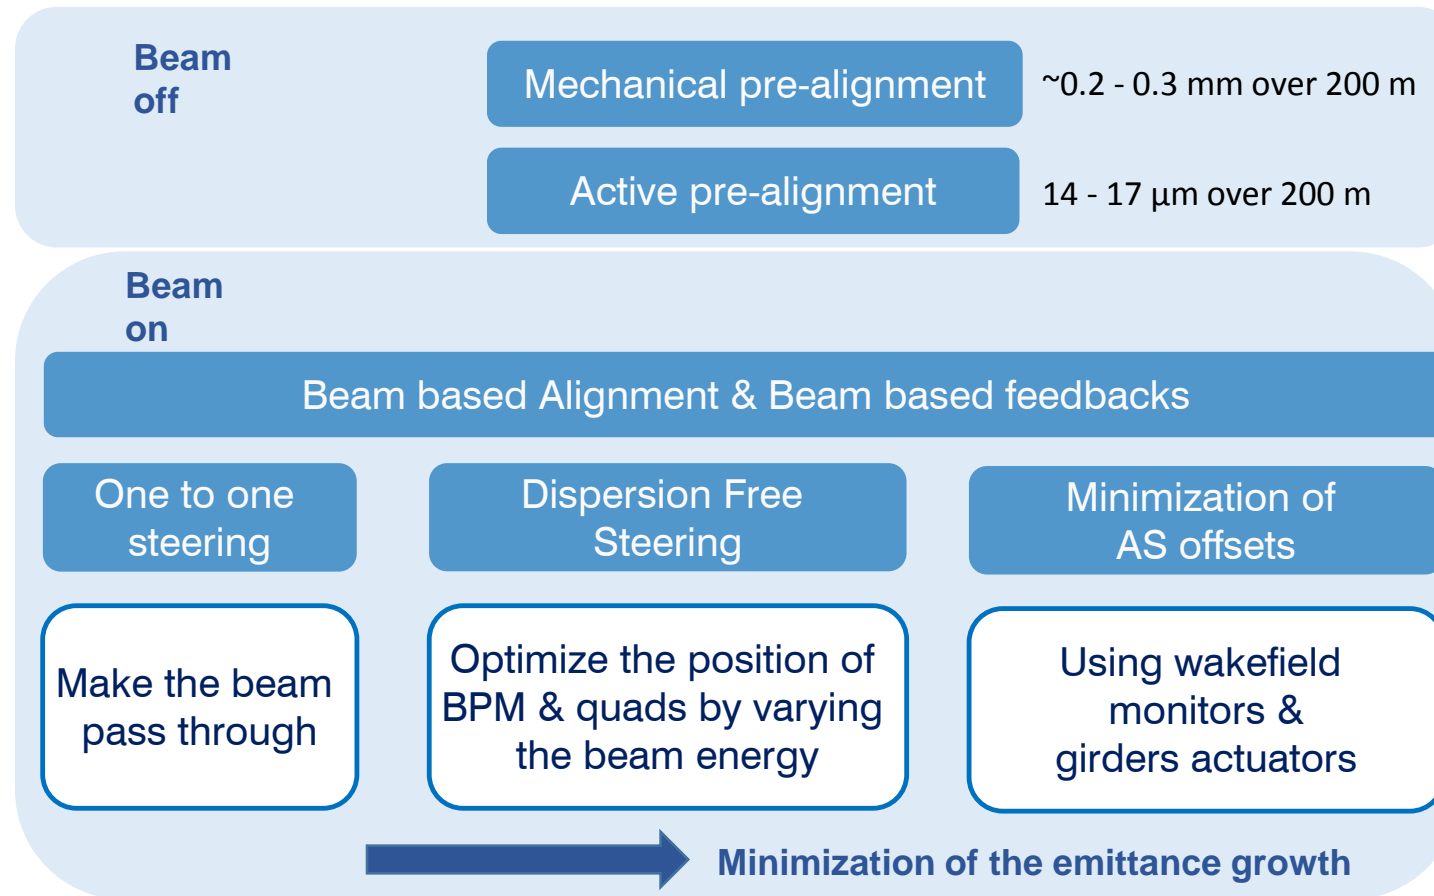 Beam
off
Mechanical pre-alignment
~0.2 - 0.3 mm over 200 m
Active pre-alignment
14 - 17 µm over 200 m
Beam
on
Beam based Alignment & Beam based feedbacks
One to one
steering
Dispersion Free
Steering
Minimization of
AS offsets
Make the beam
pass through
Optimize the position of
BPM & quads by varying
the beam energy
Using wakefield
monitors &
girders actuators
Minimization of the emittance growth